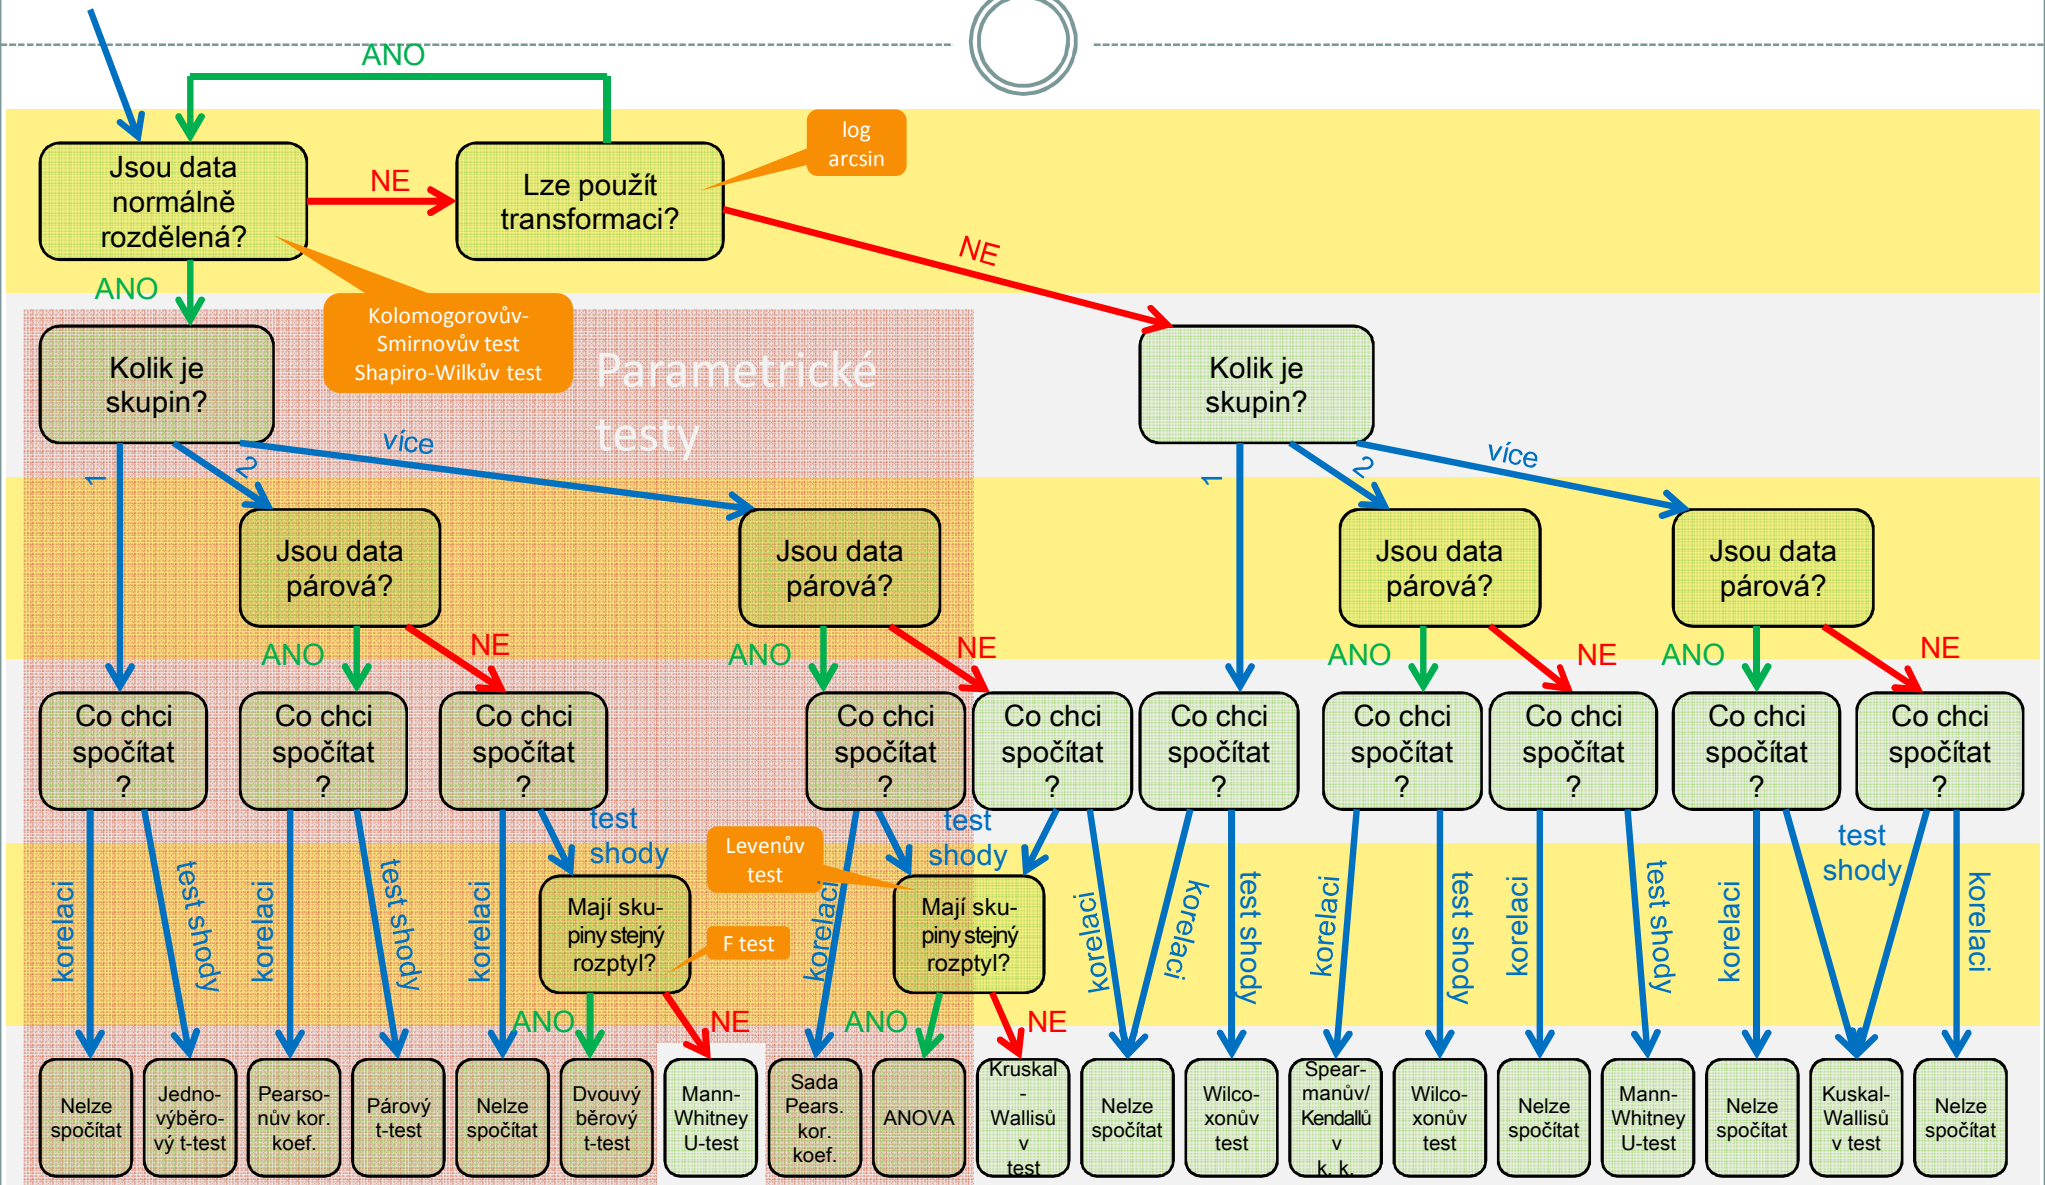 ANO
log
arcsin
Jsou data
normálně
rozdělená?
NE
Lze použít
transformaci?
NE
ANO
Kolomogorovův-
Smirnovův test
Shapiro-Wilkův test
Parametrické
testy
Kolik je
skupin?
Kolik je
skupin?
1
2
více
1
2
více
Jsou data
párová?
Jsou data
párová?
Jsou data
párová?
Jsou data
párová?
ANO
NE
ANO
NE
ANO
NE
ANO
NE
Co chci
spočítat
?
Co chci
spočítat
?
Co chci
spočítat
?
Co chci
spočítat
?
Co chci
spočítat
?
Co chci
spočítat
?
Co chci
spočítat
?
Co chci
spočítat
?
Co chci
spočítat
?
Co chci
spočítat
?
korelaci
test shody
korelaci
test shody
korelaci
test
shody
Levenův
test
korelaci
test
shody
korelaci
korelaci
test shody
korelaci
test shody
korelaci
test shody
korelaci
test
shody
korelaci
Mají sku-
piny stejný
rozptyl?
F test
Mají sku-
piny stejný
rozptyl?
ANO
NE
ANO
NE
Nelze
spočítat
Jedno-
výběro-
vý t-test
Pearso-
nův kor.
koef.
Párový
t-test
Nelze
spočítat
Dvouvý
běrový
t-test
Mann-
Whitney
U-test
Sada
Pears.
kor.
koef.
ANOVA
Kruskal
-
Wallisů
v
test
Nelze
spočítat
Wilco-
xonův
test
Spear-
manův/
Kendallů
v
k. k.
Wilco-
xonův
test
Nelze
spočítat
Mann-
Whitney
U-test
Nelze
spočítat
Kuskal-
Wallisů
v test
Nelze
spočítat